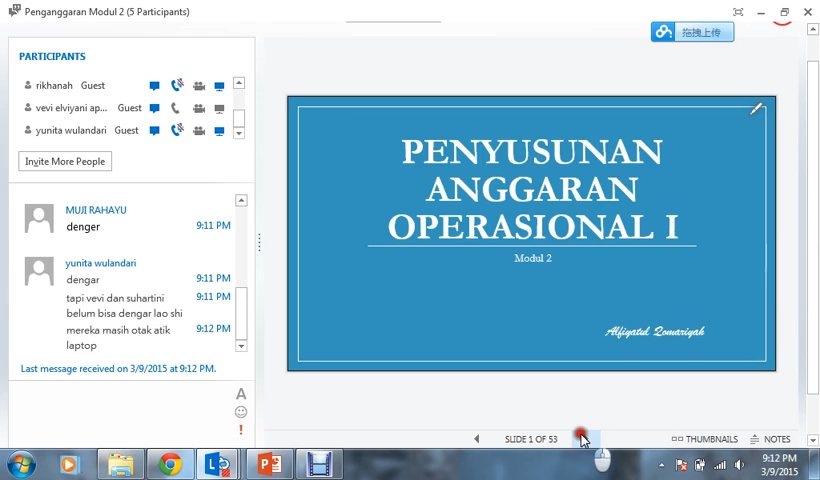 Penganggaran Modul 2 (5 Participants)
拖拽上传
PARTICIPANTS
rikhanah Guest
vevi elviyani ap... Guest
yunita wulandari Guest
Invite More People
MUJI RAHAYU
denger 9:11 PM
yunita wulandari
dengar 9:11 PM
tapi vevi dan suhartini 9:11 PM
belum bisa dengar lao shi
mereka masih otak atik 9:12 PM
laptop
Last message received on 3/9/2015 at 9:12 PM.
A
PENYUSUNAN
ANGGARAN
OPERASIONAL I
Modul 2
Alfiyatul Qomariyah
SLIDE 1 OF 53
THUMBNAILS
NOTES
9:12 PM
3/9/2015